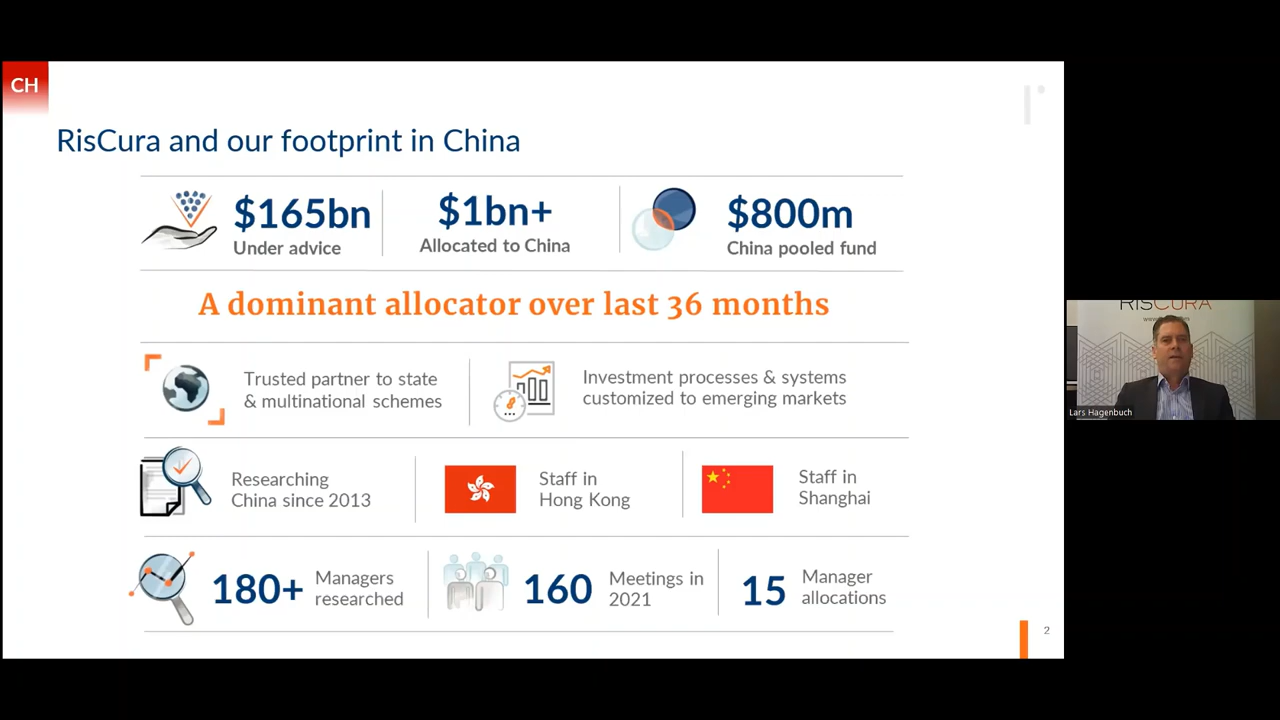 CH
RisCura and our footprint in China
$165bn
Under advice
$1bn+
Allocated to China
$800m
China pooled fund
A dominant allocator over last 36 months
Trusted partner to state
& multinational schemes
Investment processes & systems
customized to emerging markets
Researching
China since 2013
Staff in
Hong Kong
Staff in
Shanghai
180+
Managers
researched
160
Meetings in
2021
15
Manager
allocations
2
RISCURA
Lars Hagenbuch